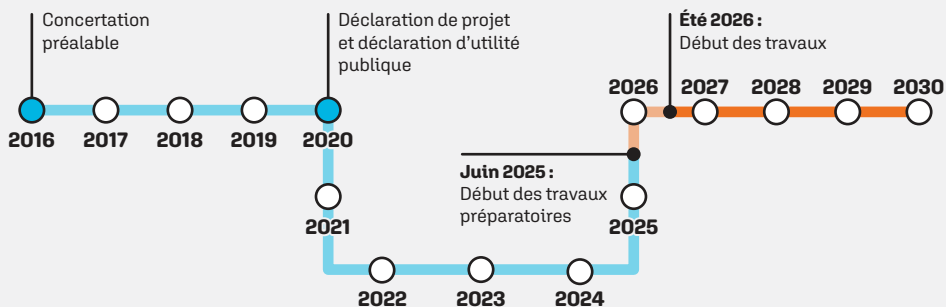 Concertation
préalable
Déclaration de projet
et déclaration d'utilité
publique
Été 2026 :
Début des travaux
2016
2017
2018
2019
2020
2026
2027
2028
2029
2030
Juin 2025 :
Début des travaux
préparatoires
2021
2025
2022
2023
2024